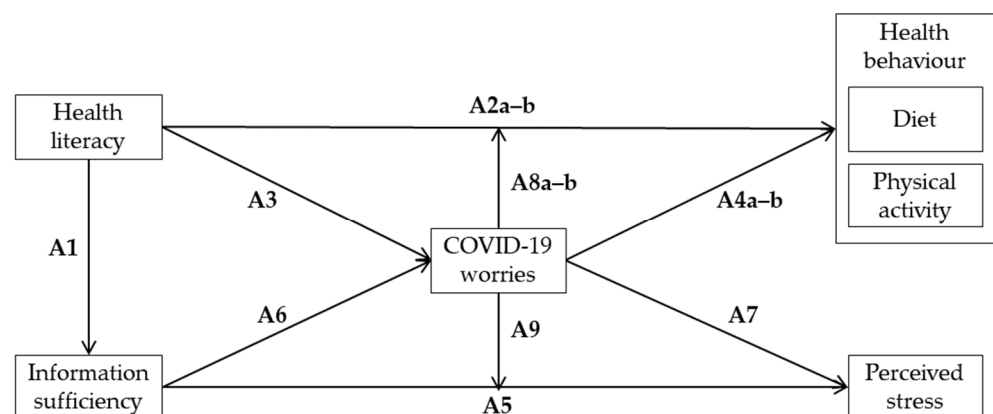 Health
behaviour
Health
literacy
A2a–b
Diet
A3
A8a–b
A4a–b
Physical
activity
A1
COVID-19
worries
A6
A9
A7
Information
sufficiency
A5
Perceived
stress